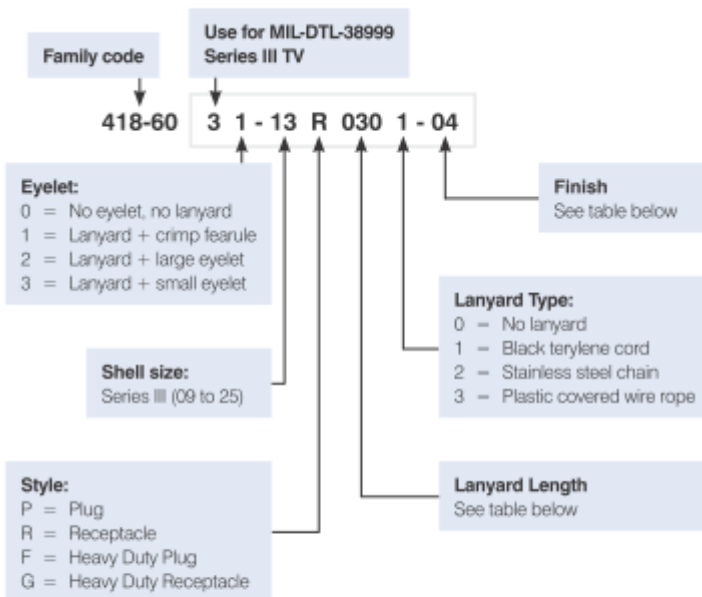 Family code
Use for MIL-DTL-38999
Series III TV
418-60 3 1 - 13 R 030 1 - 04
Eyelet:
0 = No eyelet, no lanyard
1 = Lanyard + crimp fearule
2 = Lanyard + large eyelet
3 = Lanyard + small eyelet
Finish
See table below
Lanyard Type:
0 – No lanyard
1 – Black terylene cord
2 – Stainless steel chain
3 – Plastic covered wire rope
Shell size:
Series III (09 to 25)
Style:
P = Plug
R = Receptacle
F = Heavy Duty Plug
G = Heavy Duty Receptacle
Lanyard Length
See table below